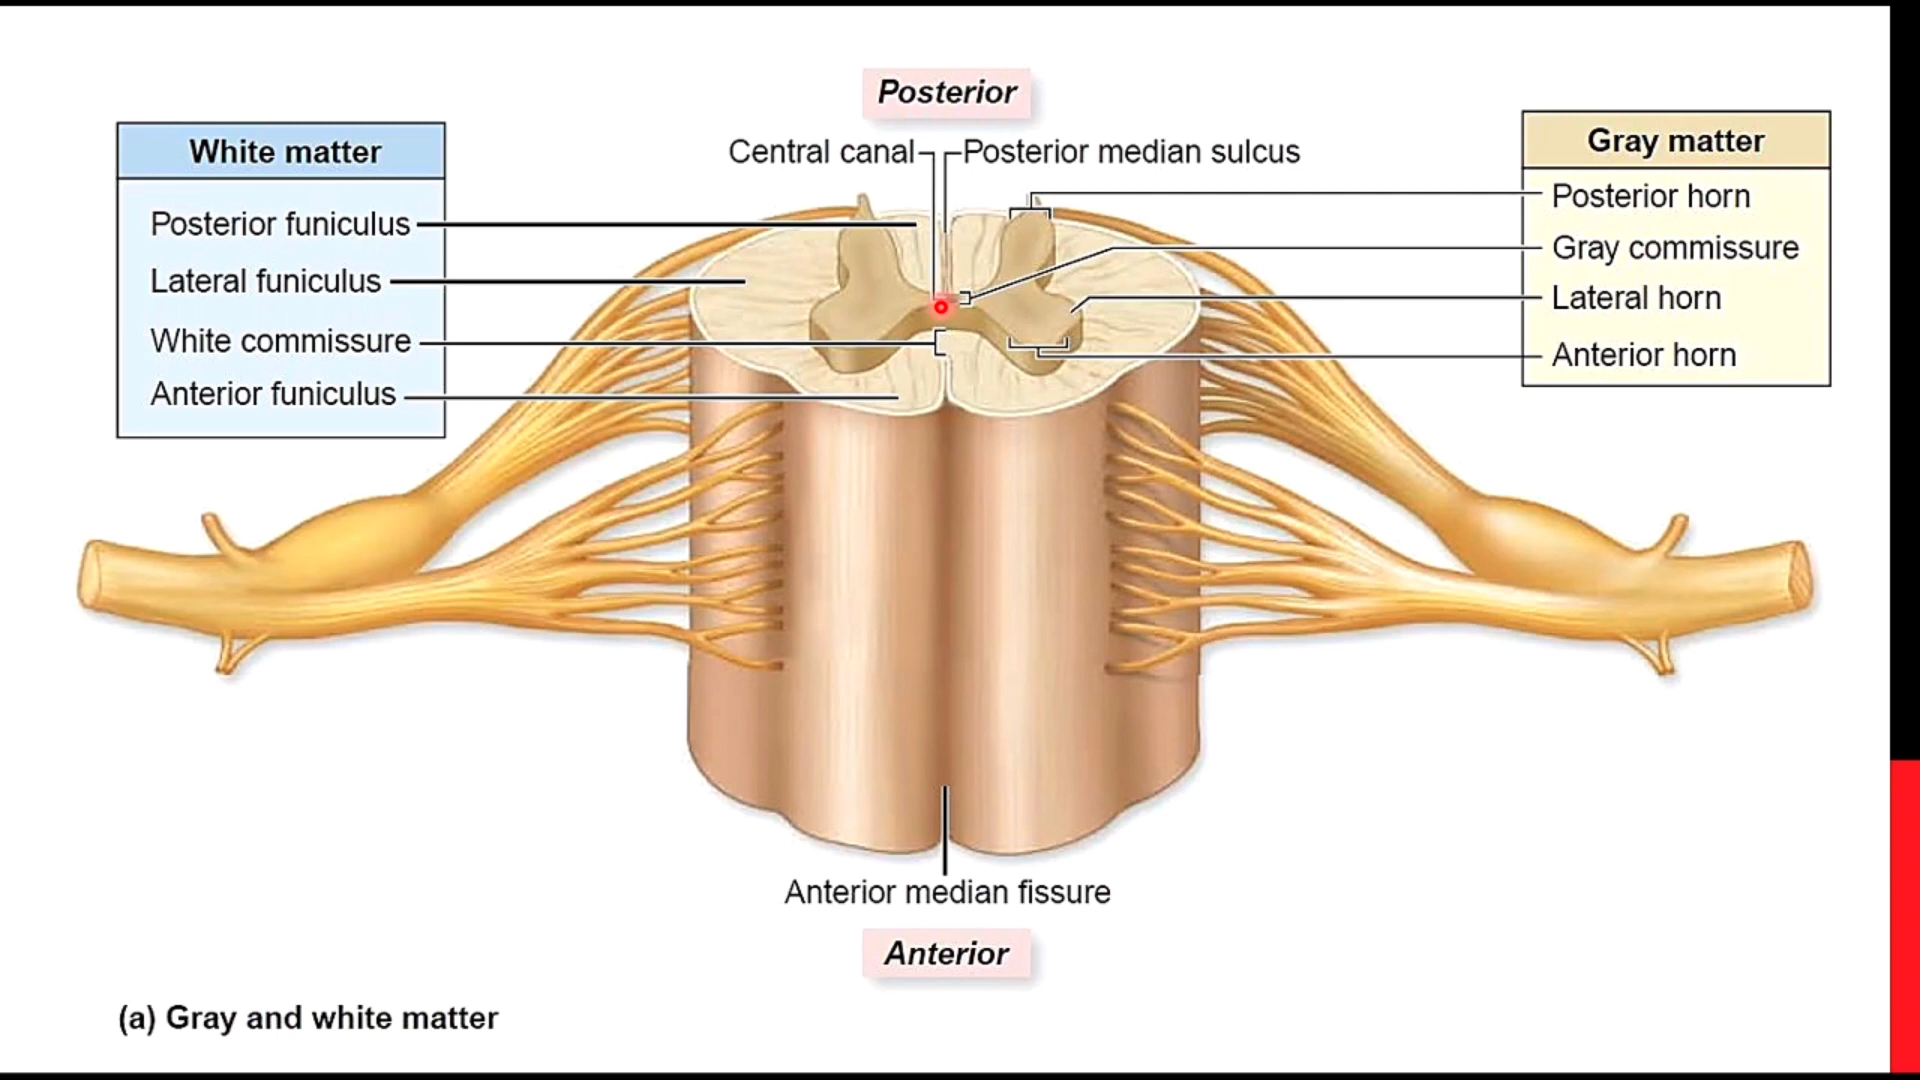 Posterior
White matter
Posterior funiculus
Lateral funiculus
White commissure
Anterior funiculus
Central canal
Posterior median sulcus
Gray matter
Posterior horn
Gray commissure
Lateral horn
Anterior horn
Anterior median fissure
Anterior
(a) Gray and white matter